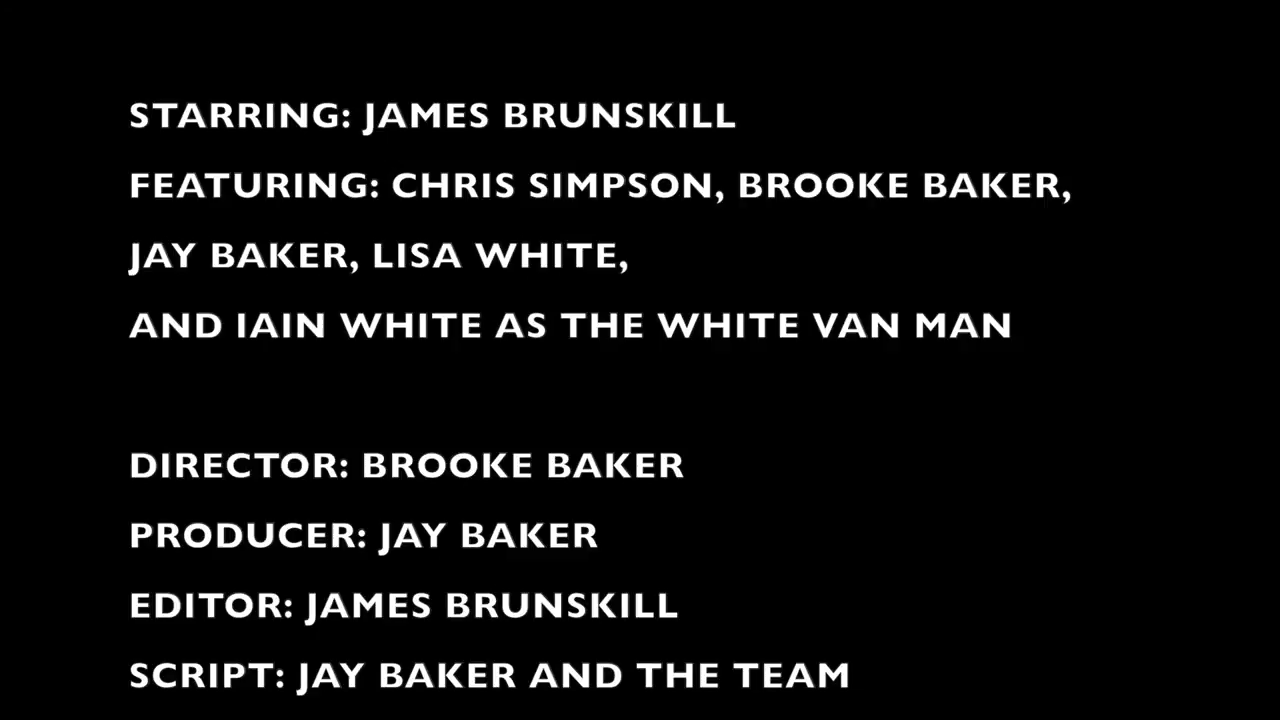 STARRING: JAMES BRUNSKILL
FEATURING: CHRIS SIMPSON, BROOKE BAKER,
JAY BAKER, LISA WHITE,
AND IAIN WHITE AS THE WHITE VAN MAN
DIRECTOR: BROOKE BAKER
PRODUCER: JAY BAKER
EDITOR: JAMES BRUNSKILL
SCRIPT: JAY BAKER AND THE TEAM